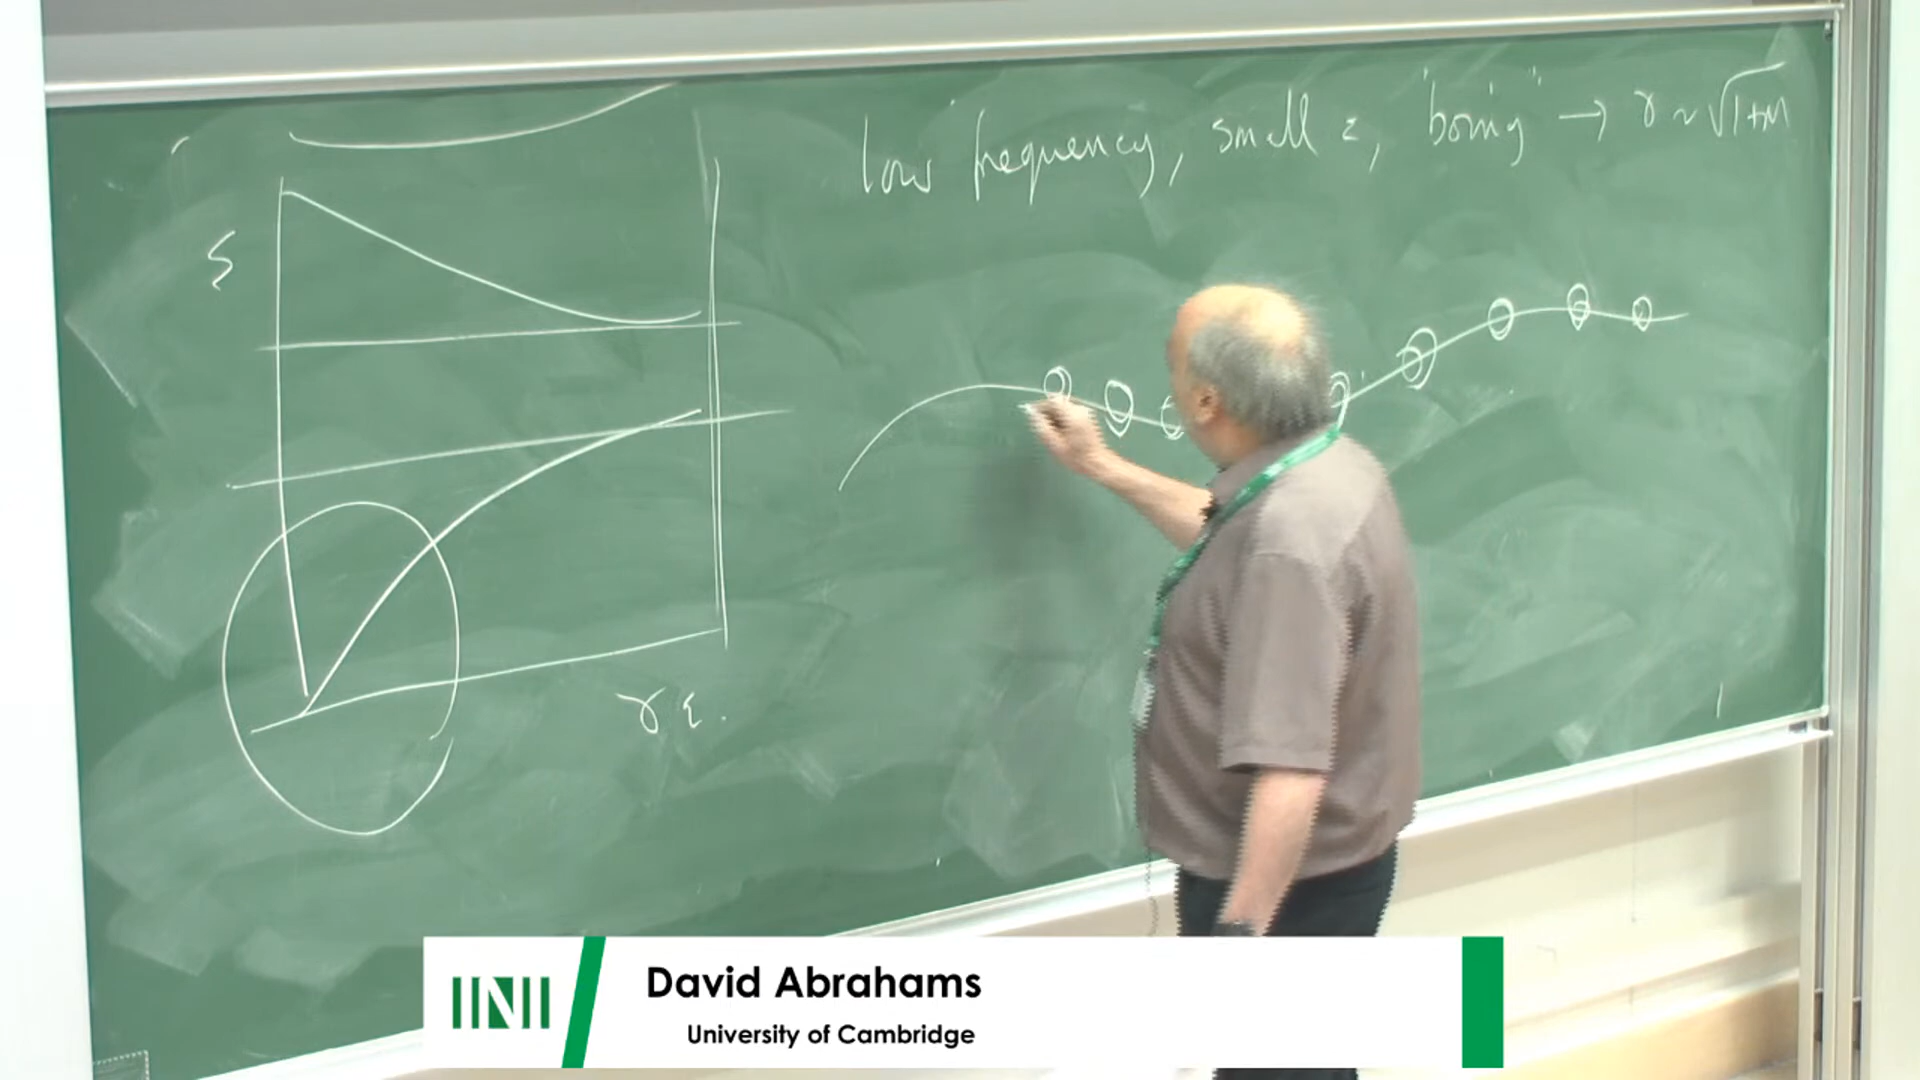 low frequency, small ε, "boring" → γ ~ √1+M
γ ε.
INI
David Abrahams
University of Cambridge